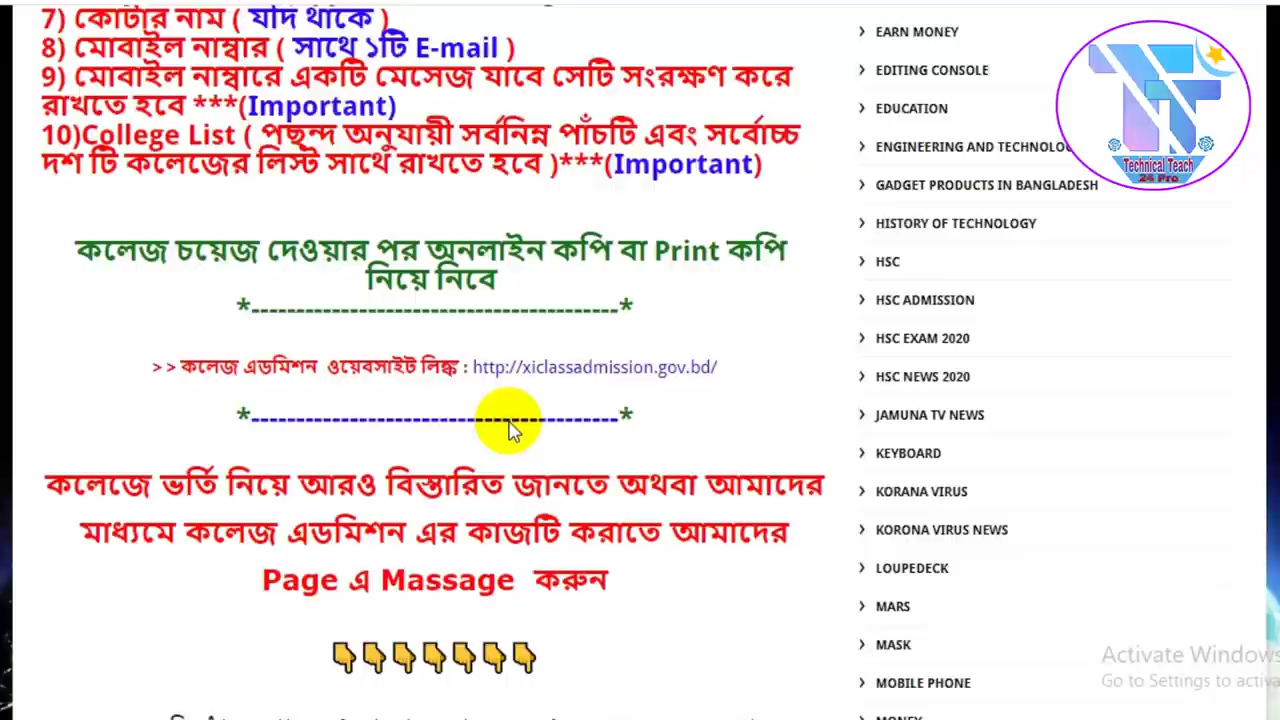 7) কোটার নাম ( যদি থাকে )
8) মোবাইল নাম্বার ( সাথে ১টি E-mail )
9) মোবাইল নাম্বারে একটি মেসেজ যাবে সেটি সংরক্ষণ করে
রাখতে হবে ***(Important)
10)College List ( পছন্দ অনুযায়ী সর্বনিম্ন পাঁচটি এবং সর্বোচ্চ
দশ টি কলেজের লিস্ট সাথে রাখতে হবে )***(Important)
কলেজ চয়েজ দেওয়ার পর অনলাইন কপি বা Print কপি
নিয়ে নিবে
*-----------------------------------------*
> > কলেজ এডমিশন ওয়েবসাইট লিঙ্ক : http://xiclassadmission.gov.bd/
*-----------------------------------------*
কলেজে ভর্তি নিয়ে আরও বিস্তারিত জানতে অথবা আমাদের
মাধ্যমে কলেজ এডমিশন এর কাজটি করাতে আমাদের
Page এ Massage করুন
EARN MONEY
EDITING CONSOLE
EDUCATION
ENGINEERING AND TECHNOLO
GADGET PRODUCTS IN BANGLADESH
HISTORY OF TECHNOLOGY
HSC
HSC ADMISSION
HSC EXAM 2020
HSC NEWS 2020
JAMUNA TV NEWS
KEYBOARD
KORANA VIRUS
KORONA VIRUS NEWS
LOUPEDECK
MARS
MASK
MOBILE PHONE
Technical Teach
24 Pro
Activate Windows
Go to Settings to activa